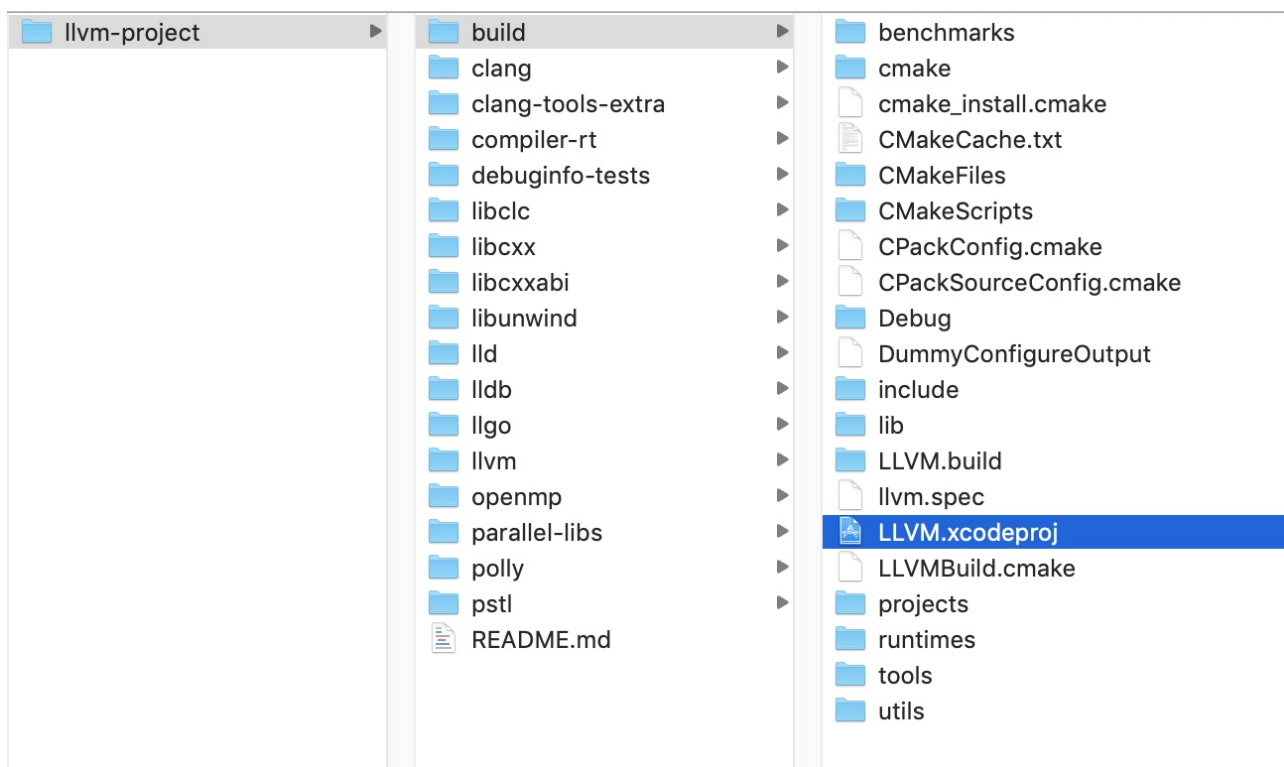 llvm-project
build
clang
clang-tools-extra
compiler-rt
debuginfo-tests
libclc
libcxx
libcxxabi
libunwind
lld
lldb
llgo
llvm
openmp
parallel-libs
polly
pstl
README.md
benchmarks
cmake
cmake_install.cmake
CMakeCache.txt
CMakeFiles
CMakeScripts
CPackConfig.cmake
CPackSourceConfig.cmake
Debug
DummyConfigureOutput
include
lib
LLVM.build
llvm.spec
LLVM.xcodeproj
LLVMBuild.cmake
projects
runtimes
tools
utils